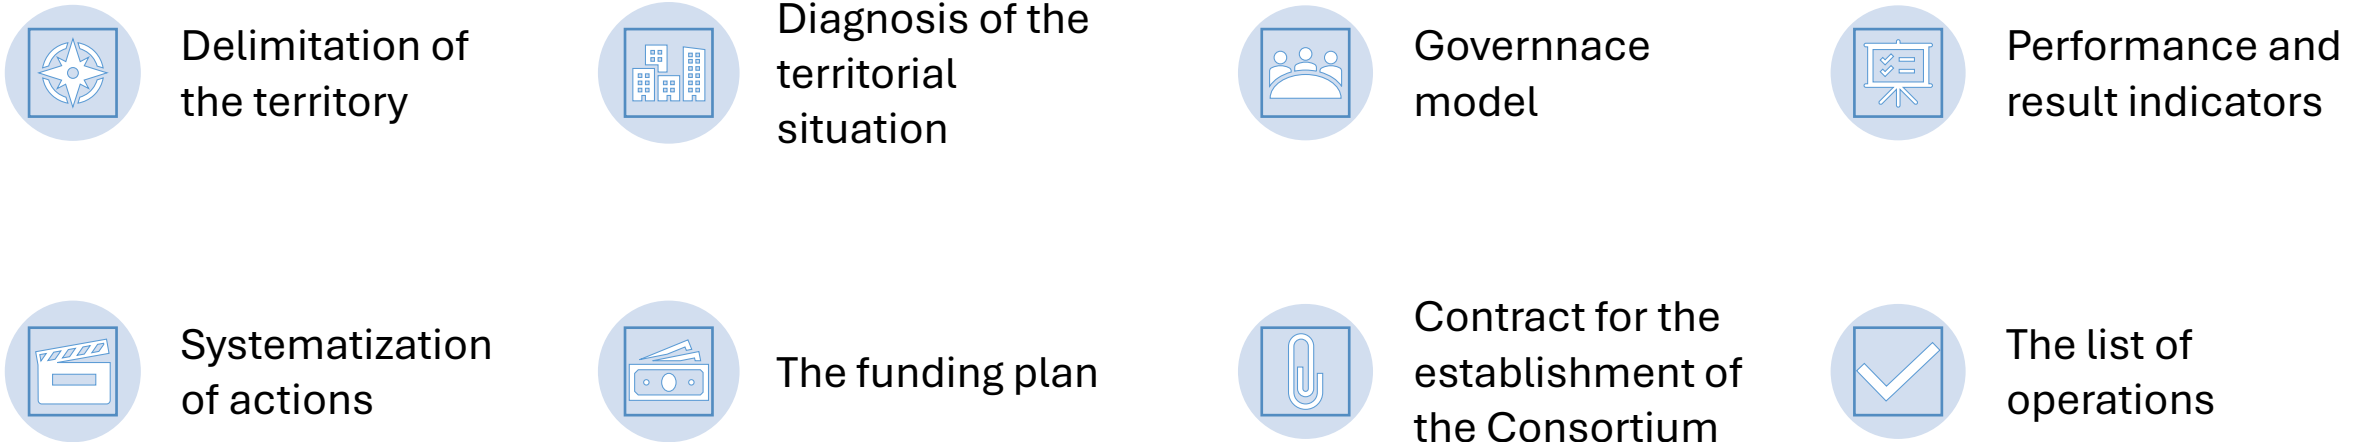 Delimitation of
the territory
Diagnosis of the
territorial
situation
Governnace
model
Performance and
result indicators
Systematization
of actions
The funding plan
Contract for the
establishment of
the Consortium
The list of
operations